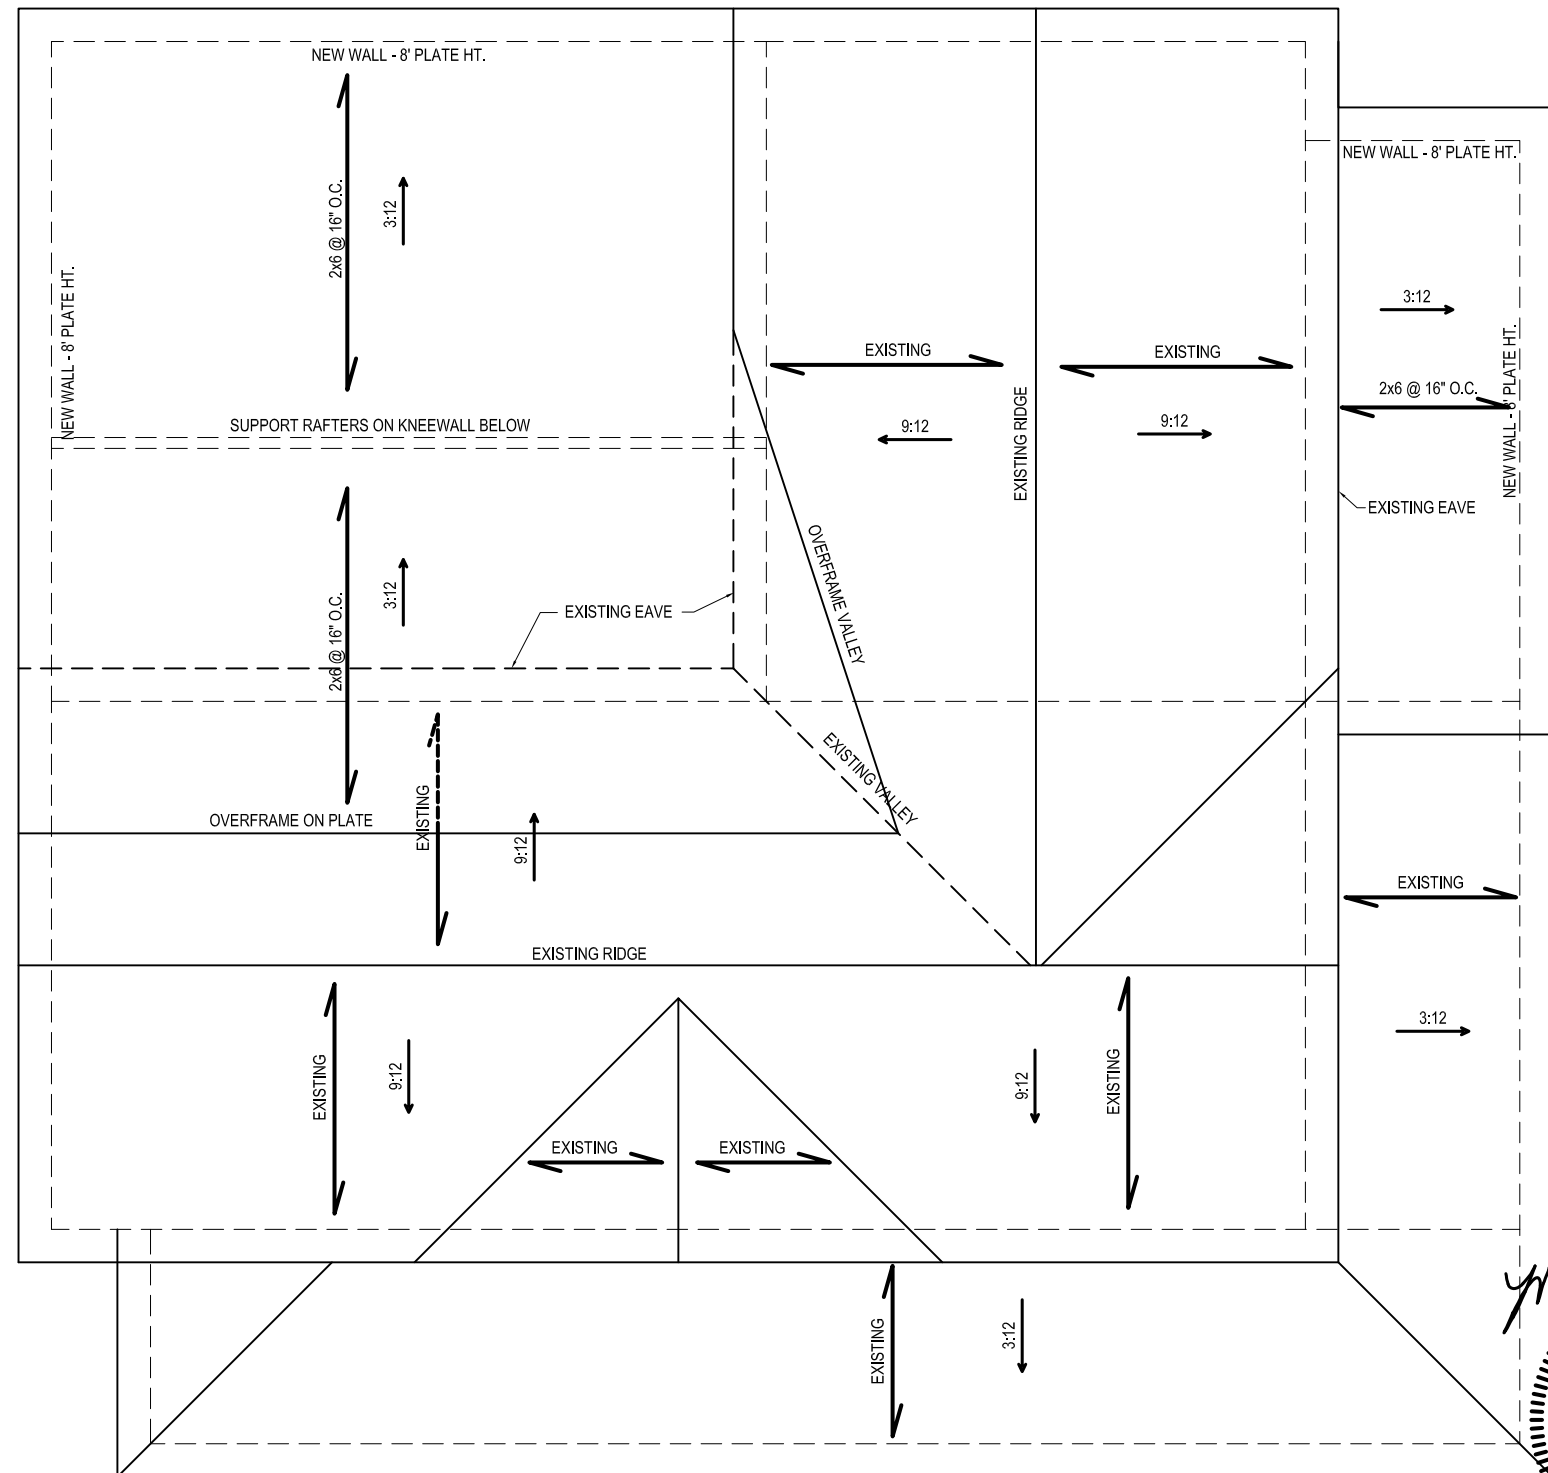 NEW WALL - 8' PLATE HT.
NEW WALL - 8' PLATE HT.
2x6 @ 16" O.C.
3:12
NEW WALL - 8' PLATE HT.
3:12
EXISTING
EXISTING
2x6 @ 16" O.C.
NEW WALL - 8' PLATE HT.
SUPPORT RAFTERS ON KNEEWALL BELOW
9:12
9:12
EXISTING RIDGE
EXISTING EAVE
OVERFRAME VALLEY
3:12
2x6 @ 16" O.C.
EXISTING EAVE
EXISTING VALLEY
OVERFRAME ON PLATE
EXISTING
9:12
EXISTING
EXISTING RIDGE
3:12
EXISTING
9:12
9:12
EXISTING
EXISTING
EXISTING
EXISTING
3:12